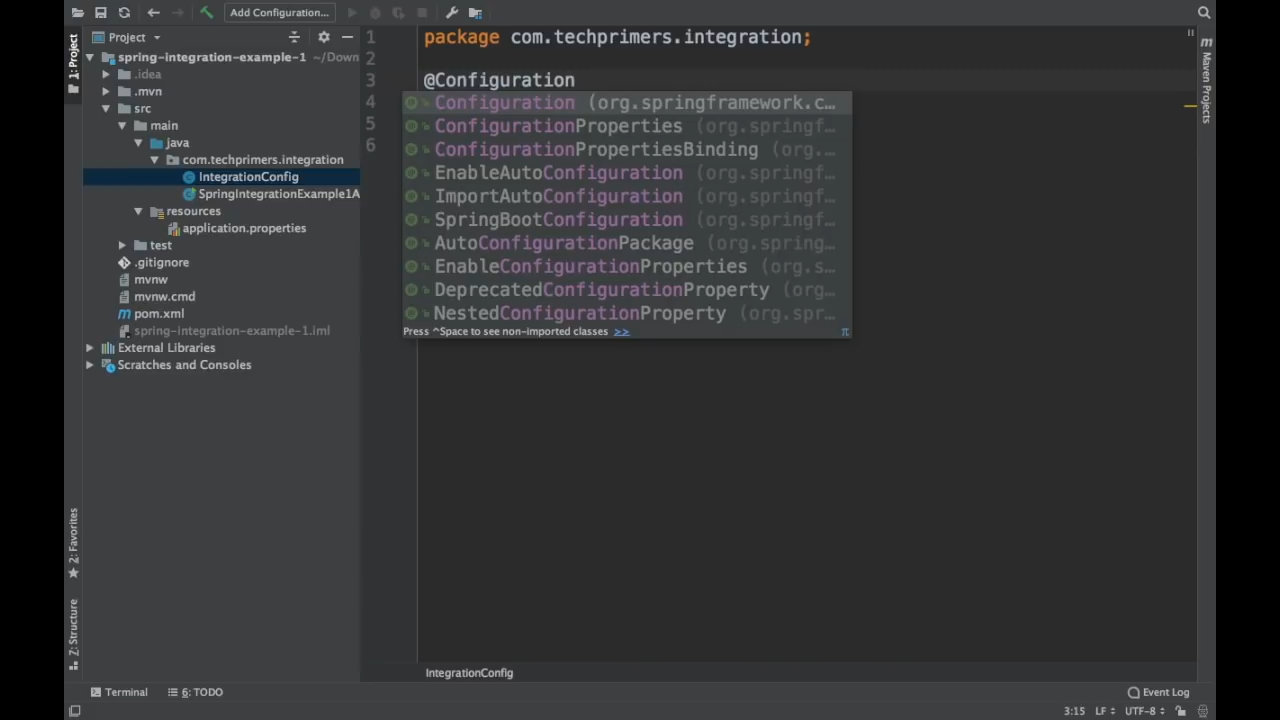 Add Configuration...
1: Project
Project
spring-integration-example-1 ~/Down
.idea
.mvn
src
main
java
com.techprimers.integration
IntegrationConfig
SpringIntegrationExample1A
resources
application.properties
test
.gitignore
mvnw
mvnw.cmd
pom.xml
spring-integration-example-1.iml
External Libraries
Scratches and Consoles
1 package com.techprimers.integration;
2
3 @Configuration
4
5
6
Configuration (org.springframework.c...
ConfigurationProperties (org.springf...
ConfigurationPropertiesBinding (org....
EnableAutoConfiguration (org.springf...
ImportAutoConfiguration (org.springf...
SpringBootConfiguration (org.springf...
AutoConfigurationPackage (org.spring...
EnableConfigurationProperties (org.s...
DeprecatedConfigurationProperty (org...
NestedConfigurationProperty (org.spr...
Press ^Space to see non-imported classes >> π
m Maven Projects
2: Favorites
Z: Structure
IntegrationConfig
Terminal
6: TODO
Event Log
3:15 LF UTF-8